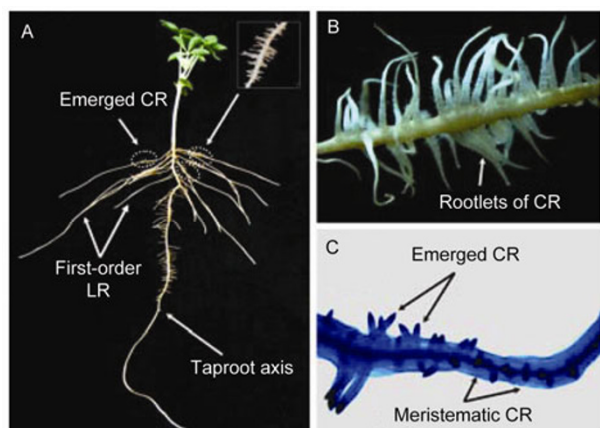 A
Emerged CR
First-order
LR
Taproot axis
B
Rootlets of CR
C
Emerged CR
Meristematic CR